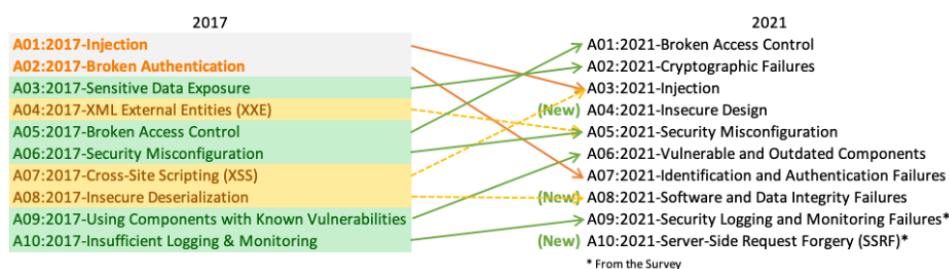 2017
A01:2017-Injection
A02:2017-Broken Authentication
A03:2017-Sensitive Data Exposure
A04:2017-XML External Entities (XXE)
A05:2017-Broken Access Control
A06:2017-Security Misconfiguration
A07:2017-Cross-Site Scripting (XSS)
A08:2017-Insecure Deserialization
A09:2017-Using Components with Known Vulnerabilities
A10:2017-Insufficient Logging & Monitoring
2021
A01:2021-Broken Access Control
A02:2021-Cryptographic Failures
A03:2021-Injection
(New) A04:2021-Insecure Design
A05:2021-Security Misconfiguration
A06:2021-Vulnerable and Outdated Components
A07:2021-Identification and Authentication Failures
(New) A08:2021-Software and Data Integrity Failures
A09:2021-Security Logging and Monitoring Failures*
(New) A10:2021-Server-Side Request Forgery (SSRF)*
* From the Survey